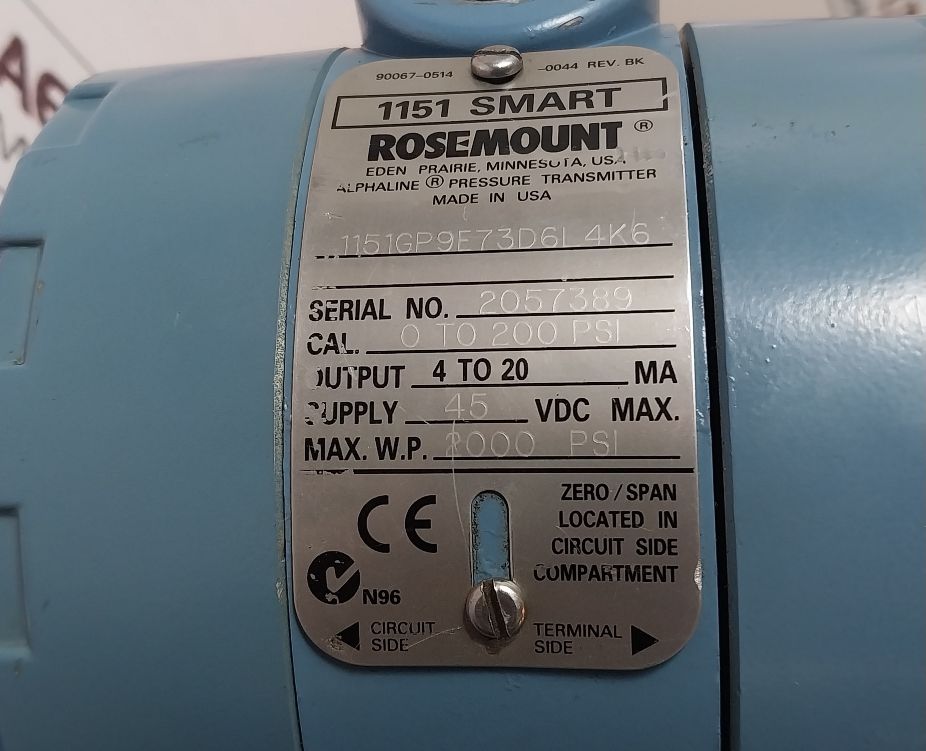 90067-0514
-0044 REV. BK
1151 SMART
ROSEMOUNT ®
EDEN PRAIRIE, MINNESOTA, USA
ALPHALINE ® PRESSURE TRANSMITTER
MADE IN USA
1151GP9E73D6L4K6
SERIAL NO. 2057389
CAL. 0 TO 200 PSI
OUTPUT 4 TO 20 MA
SUPPLY 45 VDC MAX.
MAX. W.P. 2000 PSI
CE
ZERO / SPAN
LOCATED IN
CIRCUIT SIDE
COMPARTMENT
N96
CIRCUIT
SIDE
TERMINAL
SIDE